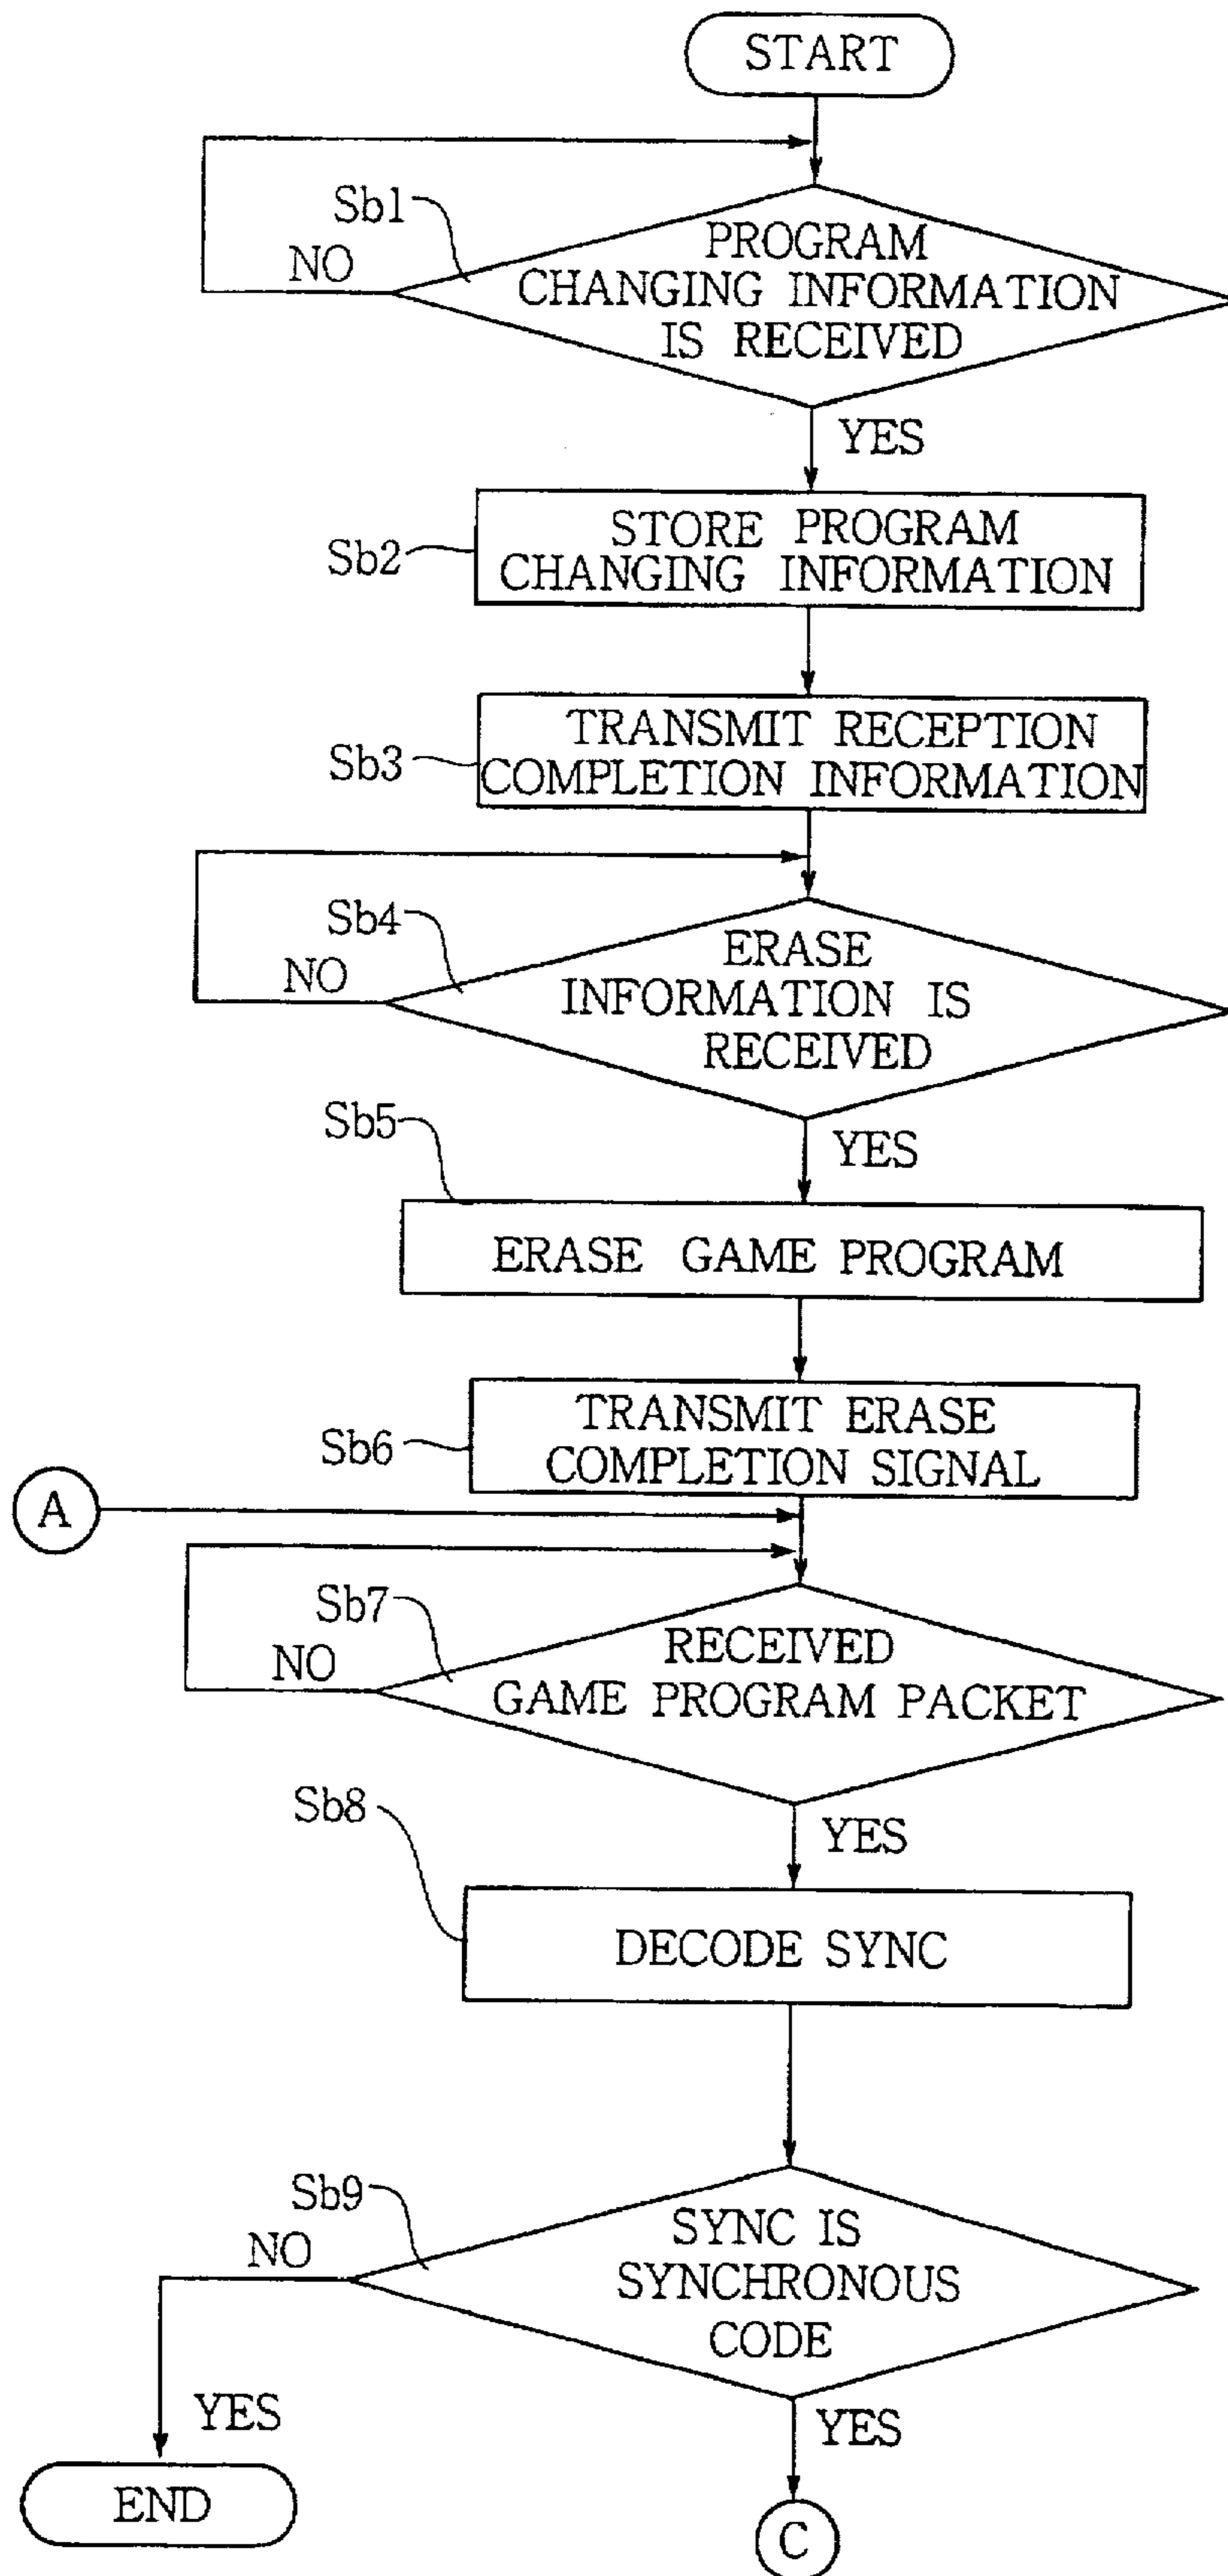 START
Sb1
NO
PROGRAM
CHANGING INFORMATION
IS RECEIVED
YES
Sb2
STORE PROGRAM
CHANGING INFORMATION
Sb3
TRANSMIT RECEPTION
COMPLETION INFORMATION
Sb4
NO
ERASE
INFORMATION IS
RECEIVED
YES
Sb5
ERASE GAME PROGRAM
Sb6
TRANSMIT ERASE
COMPLETION SIGNAL
A
Sb7
NO
RECEIVED
GAME PROGRAM PACKET
YES
Sb8
DECODE SYNC
Sb9
NO
SYNC IS
SYNCHRONOUS
CODE
YES
YES
END
C